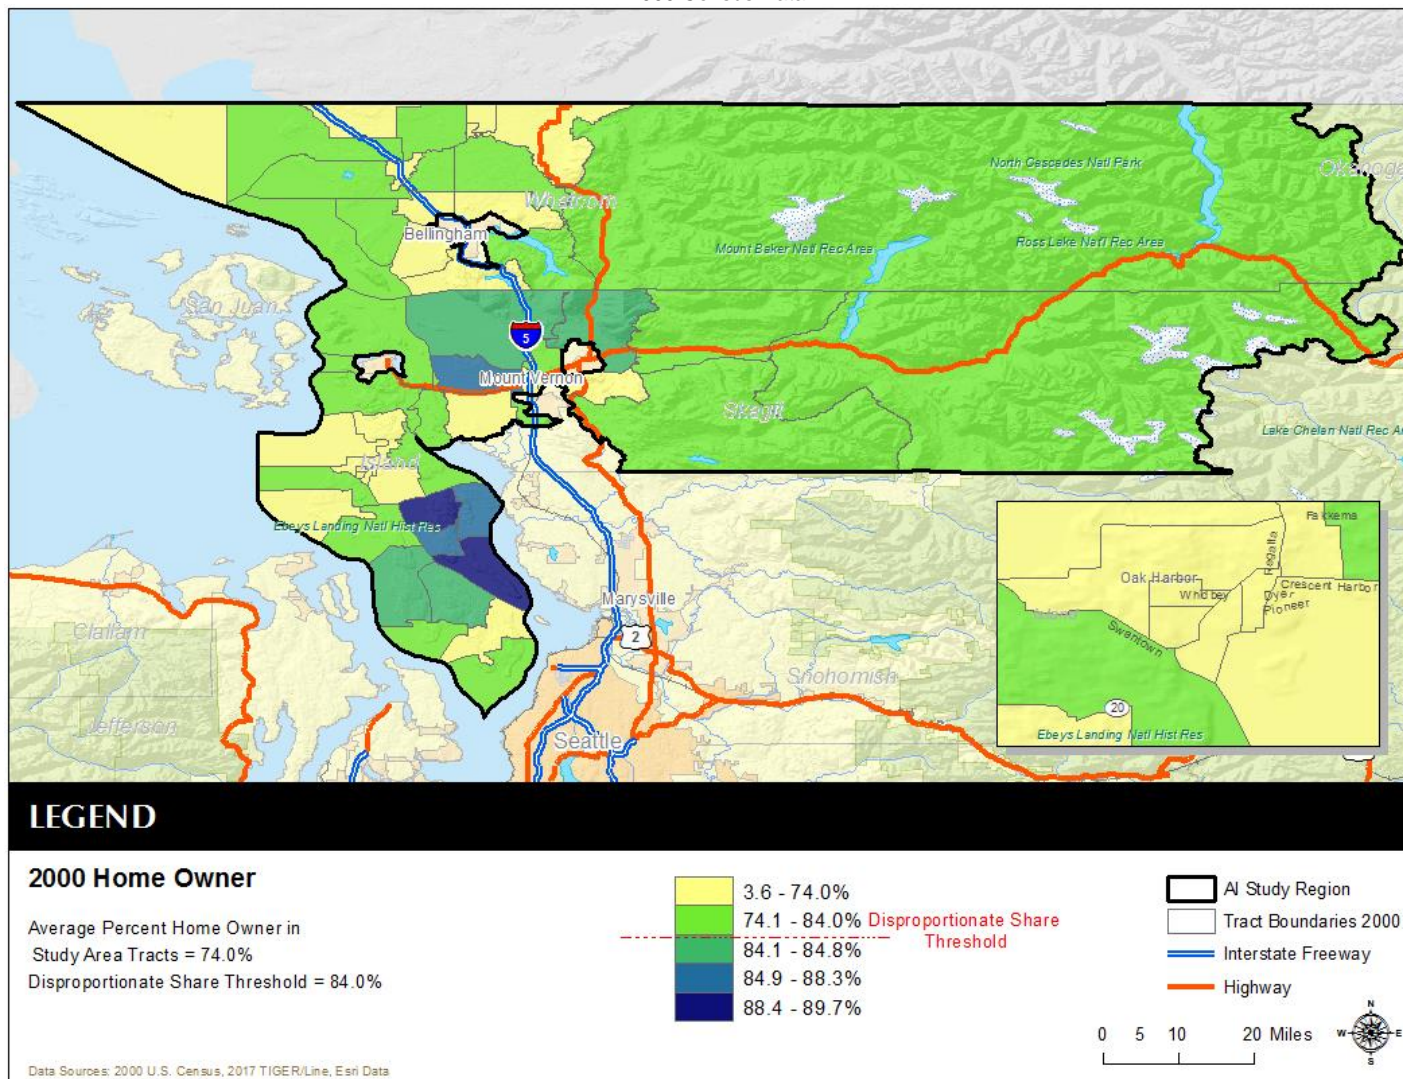 Whatcom
North Cascades Natl Park
Bellingham
Mount Baker Natl Rec Area
Ross Lake Natl Rec Area
San Juan
5
Mount Vernon
Skagit
Lake Chelan Natl Rec
Island
Ebeys Landing Natl Hist Res
Marysville
2
Clallam
Snohomish
Jefferson
Seattle
Fakkema
Regatta
Oak Harbor
Whidbey
Crescent Harbor
Dyer
Pioneer
Island
Swantown
20
Ebeys Landing Natl Hist Res
LEGEND
2000 Home Owner
Average Percent Home Owner in
Study Area Tracts = 74.0%
Disproportionate Share Threshold = 84.0%
3.6 - 74.0%
74.1 - 84.0%
84.1 - 84.8%
84.9 - 88.3%
88.4 - 89.7%
Disproportionate Share
Threshold
AI Study Region
Tract Boundaries 2000
Interstate Freeway
Highway
0 5 10 20 Miles
N
W E
S
Data Sources: 2000 U.S. Census, 2017 TIGER/Line, Esri Data